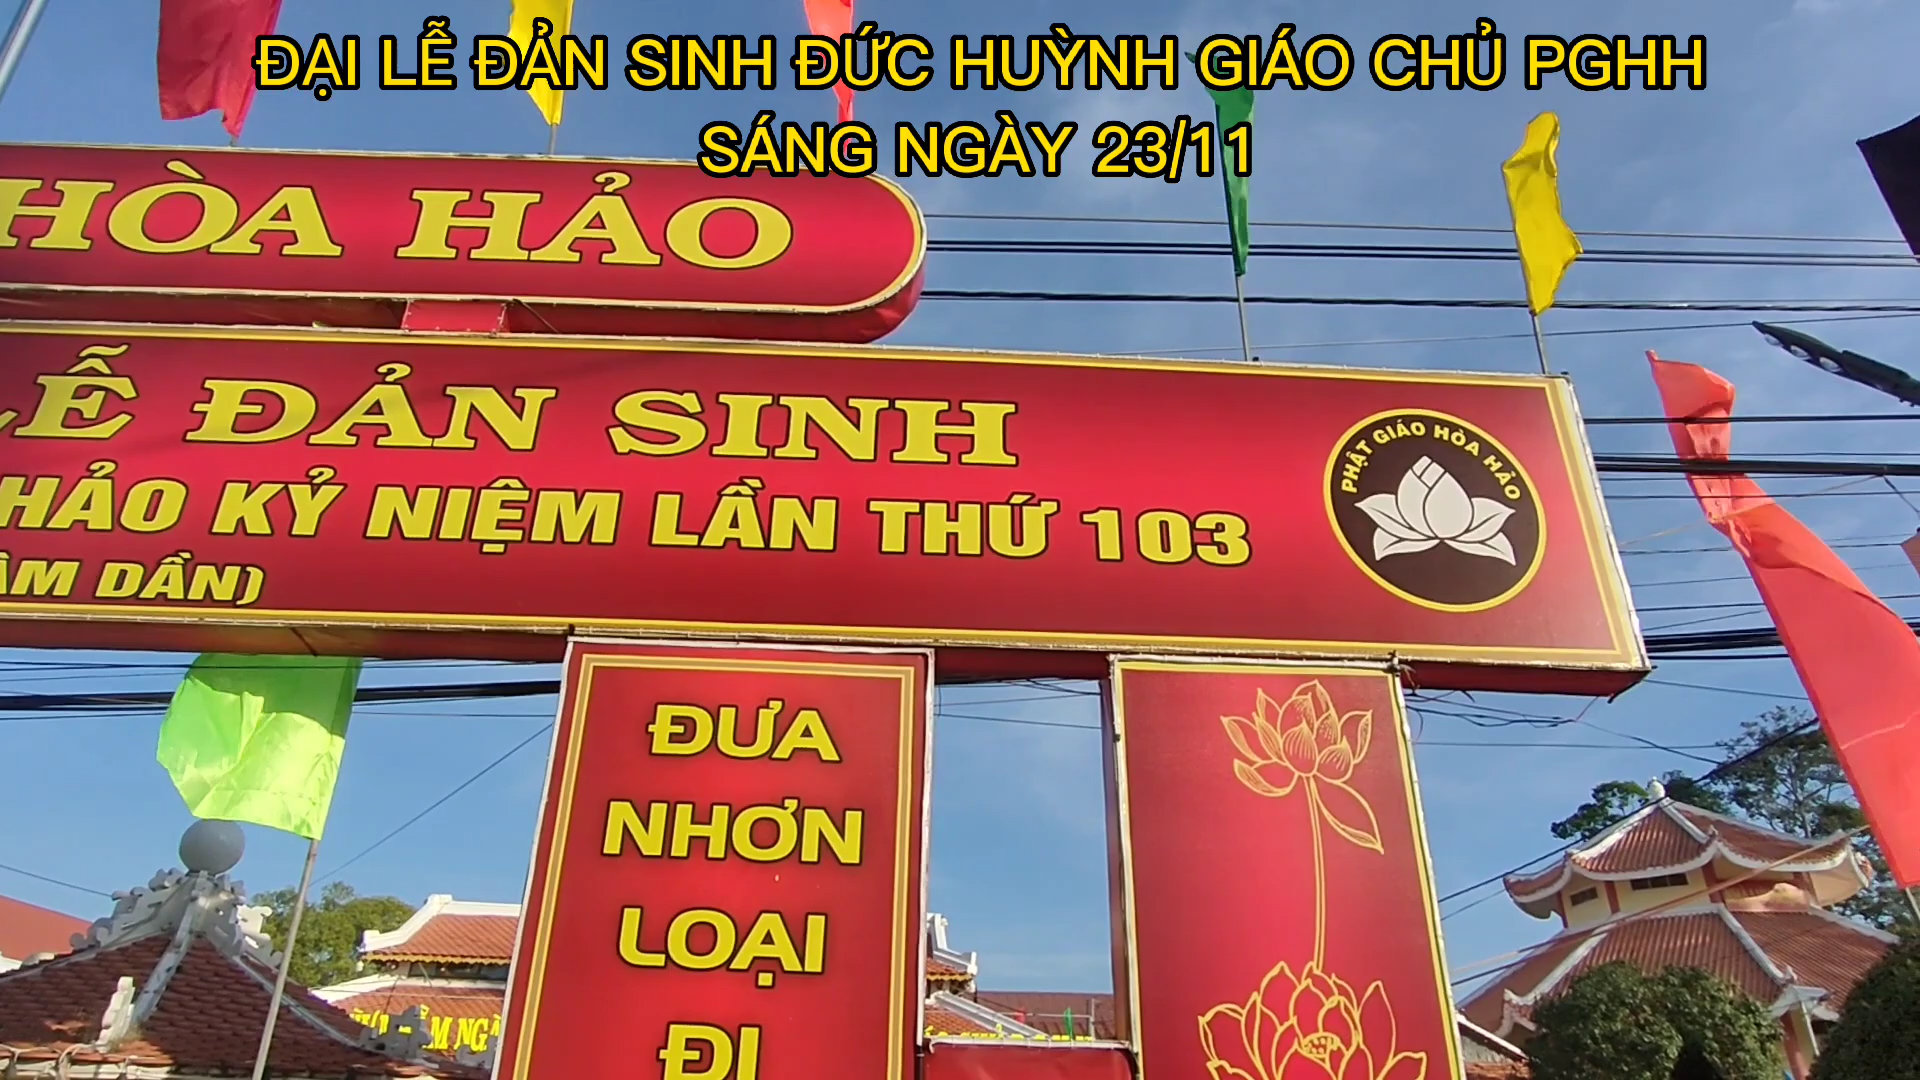 ĐẠI LỄ ĐẢN SINH ĐỨC HUỲNH GIÁO CHỦ PGHH
SÁNG NGÀY 23/11
HÒA HẢO
LỄ ĐẢN SINH
HẢO KỶ NIỆM LẦN THỨ 103
ÂM DẦN)
PHẬT GIÁO HÒA HẢO
ĐƯA
NHƠN
LOẠI
ĐI